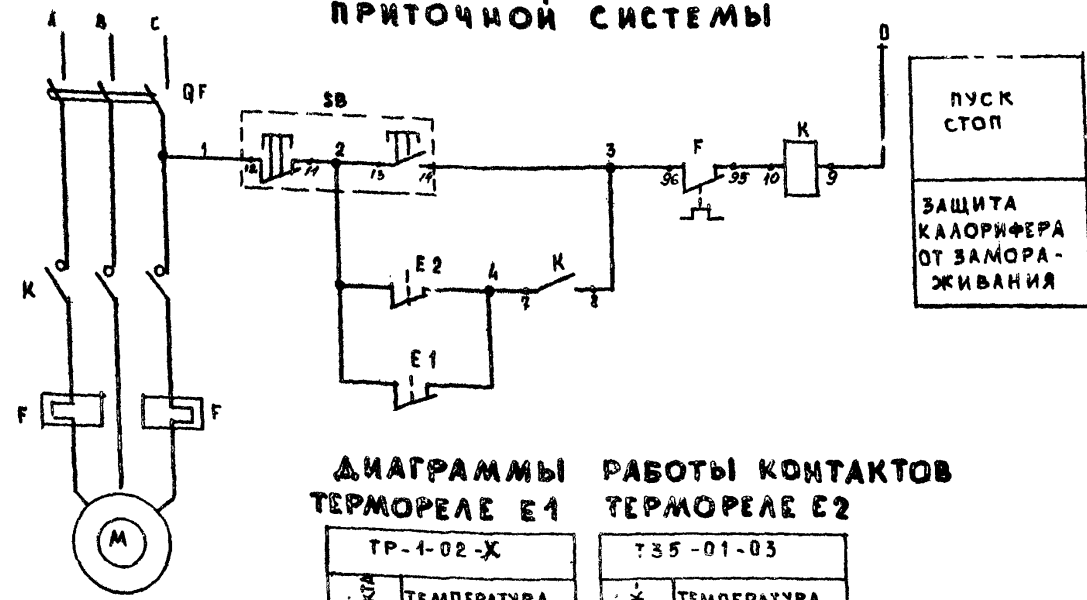 ПРИТОЧНОЙ СИСТЕМЫ
A B C
QF
SB
1
12 11 2 13 14
3
F
96 95 10 K 9
0
ПУСК
СТОП
ЗАЩИТА
КАЛОРИФЕРА
ОТ ЗАМОРА-
ЖИВАНИЯ
K
E2 4 K
7 8
E1
F F
M
ДИАГРАММЫ РАБОТЫ КОНТАКТОВ
ТЕРМОРЕЛЕ E1 ТЕРМОРЕЛЕ E2
ТР-1-02-Х ТЭ5-01-03
ТЕМПЕРАТУРА ТЕМПЕРАТУРА